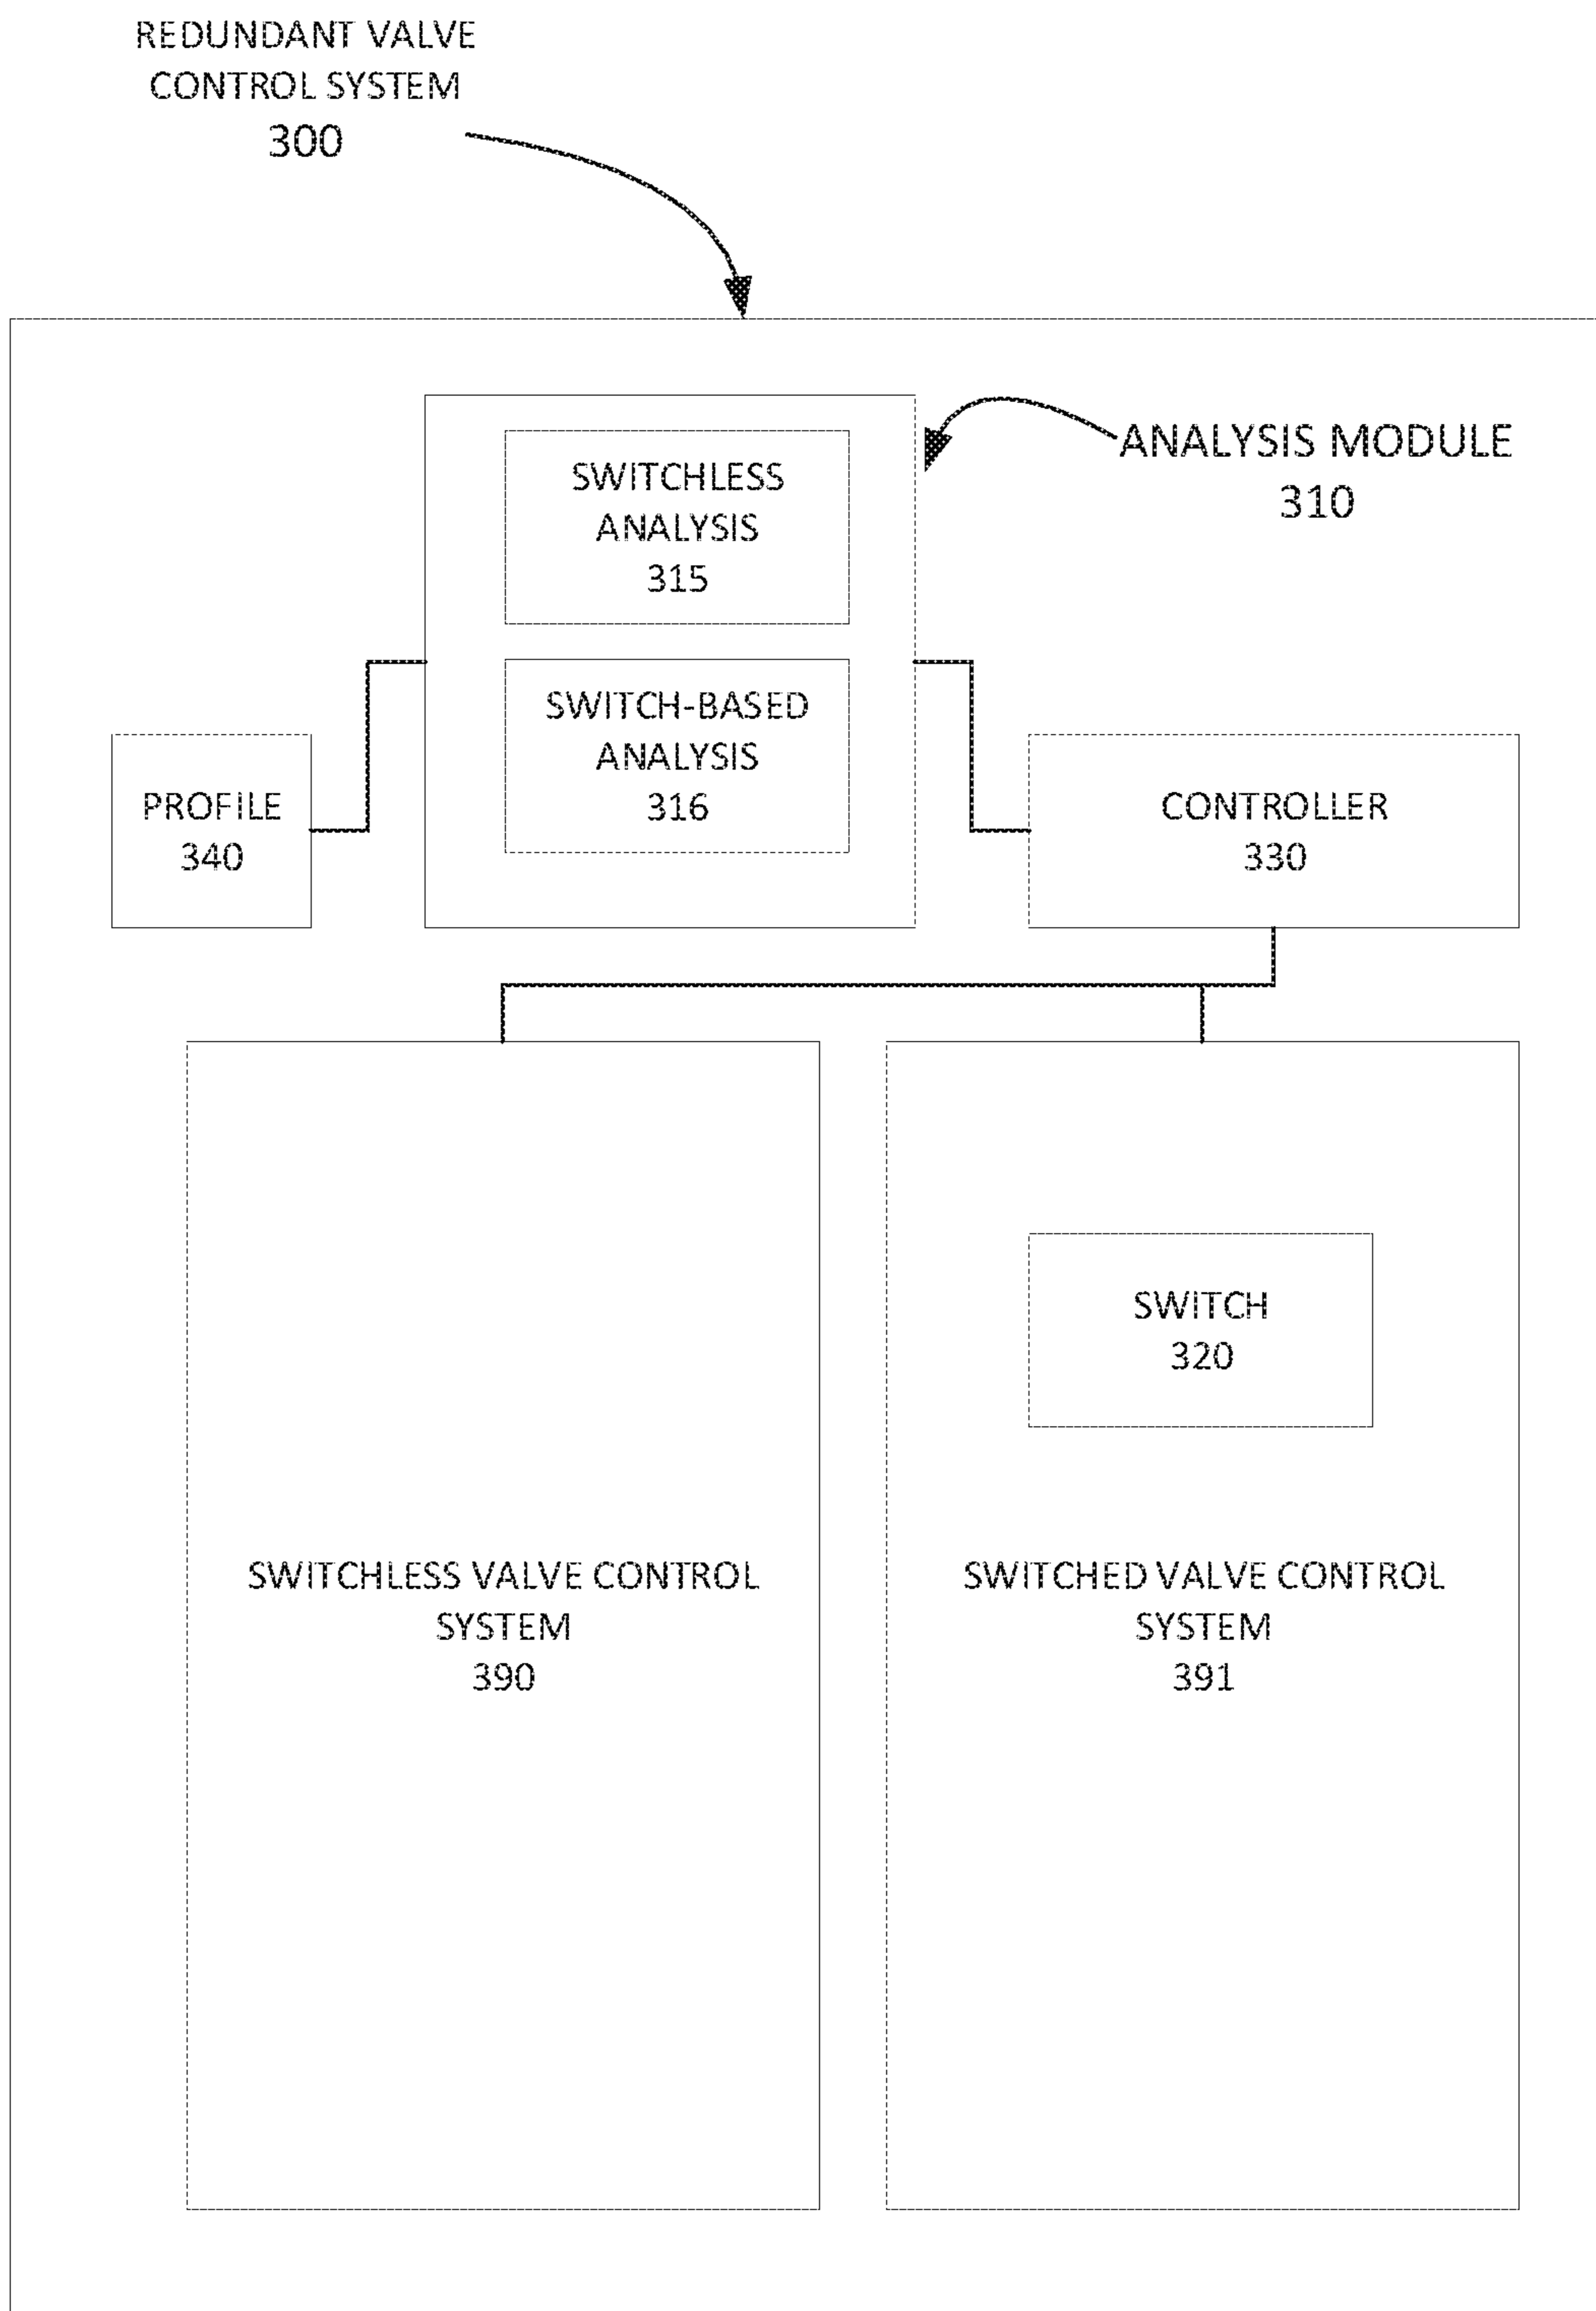 REDUNDANT VALVE
CONTROL SYSTEM
300
ANALYSIS MODULE
310
SWITCHLESS
ANALYSIS
315
SWITCH-BASED
ANALYSIS
316
PROFILE
340
CONTROLLER
330
SWITCH
320
SWITCHLESS VALVE CONTROL
SYSTEM
390
SWITCHED VALVE CONTROL
SYSTEM
391